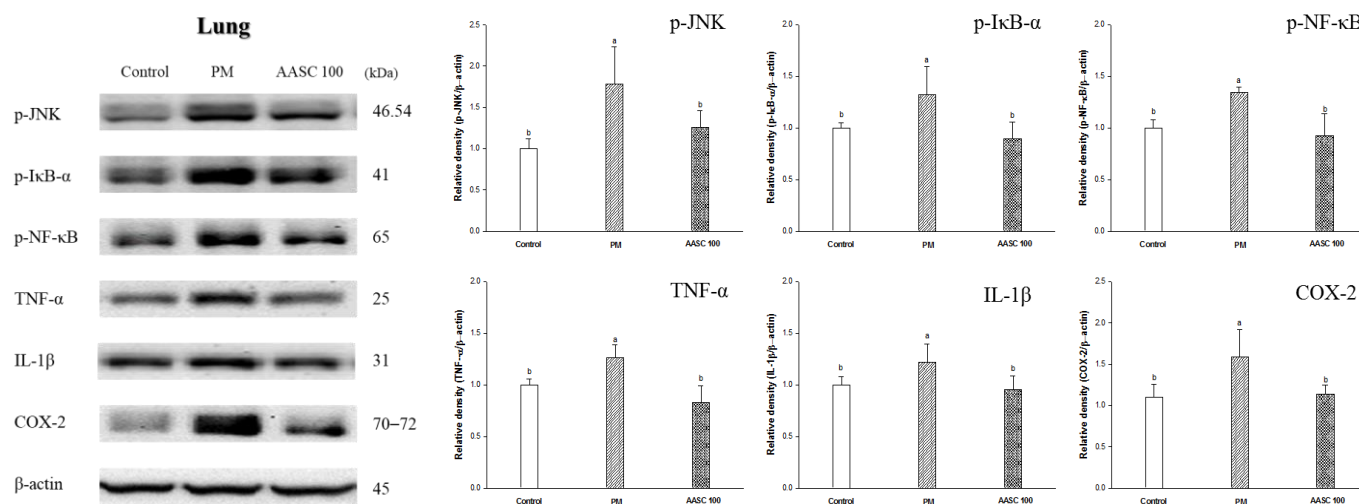 Lung
Control PM AASC 100 (kDa)
p-JNK 46.54
p-IκB-α 41
p-NF-κB 65
TNF-α 25
IL-1β 31
COX-2 70–72
β-actin 45
p-JNK
Relative density (p-JNK/β-actin)
2.5
2.0
1.5
1.0
0.5
0.0
b
a
b
Control PM AASC 100
p-IκB-α
Relative density (p-IκB-α/β-actin)
2.0
1.5
1.0
0.5
0.0
b
a
b
Control PM AASC 100
p-NF-κB
Relative density (p-NF-κB/β-actin)
2.0
1.5
1.0
0.5
0.0
b
a
b
Control PM AASC 100
TNF-α
Relative density (TNF-α/β-actin)
2.0
1.5
1.0
0.5
0.0
b
a
b
Control PM AASC 100
IL-1β
Relative density (IL-1β/β-actin)
2.0
1.5
1.0
0.5
0.0
b
a
b
Control PM AASC 100
COX-2
Relative density (COX-2/β-actin)
2.5
2.0
1.5
1.0
0.5
0.0
b
a
b
Control PM AASC 100